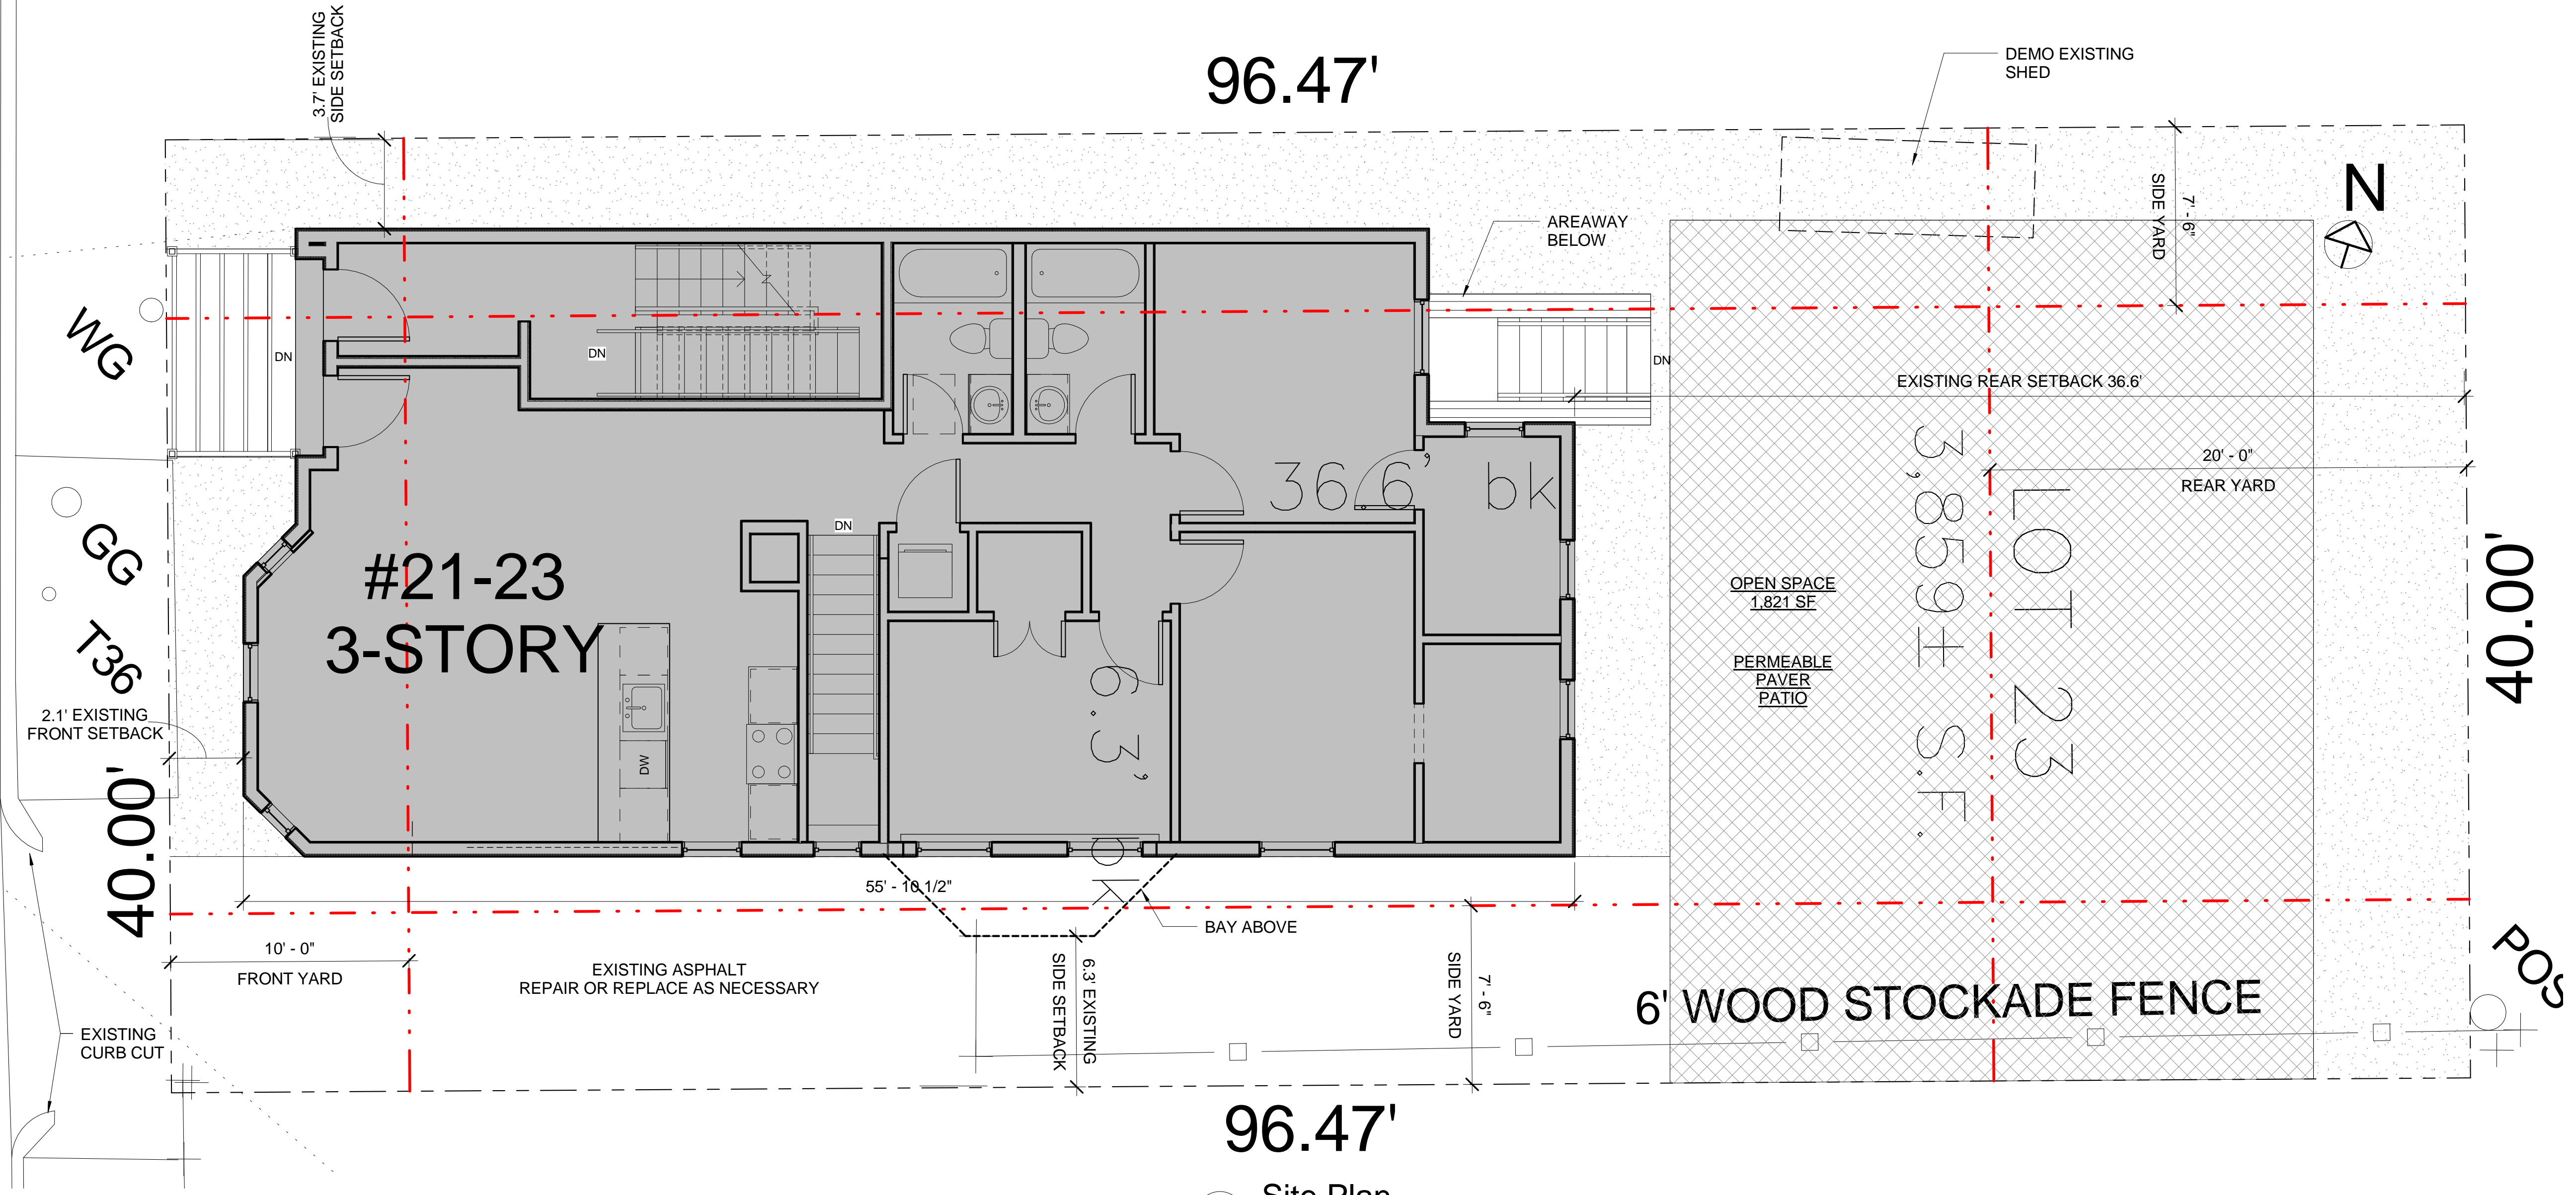 3.7' EXISTING
SIDE SETBACK
96.47'
DEMO EXISTING
SHED
N
AREAWAY
BELOW
7' - 6"
SIDE YARD
WG
DN
DN
DN
EXISTING REAR SETBACK 36.6'
20' - 0"
REAR YARD
36.6' bk
DN
GG
#21-23
3-STORY
T36
2.1' EXISTING
FRONT SETBACK
DW
6.3'
OPEN SPACE
1,821 SF
PERMEABLE
PAVER
PATIO
LOT 23
3,859± S.F.
40.00'
40.00'
55' - 10 1/2"
BAY ABOVE
10' - 0"
FRONT YARD
EXISTING ASPHALT
REPAIR OR REPLACE AS NECESSARY
6.3' EXISTING
SIDE SETBACK
7' - 6"
SIDE YARD
6' WOOD STOCKADE FENCE
POS
EXISTING
CURB CUT
96.47'
Site Plan